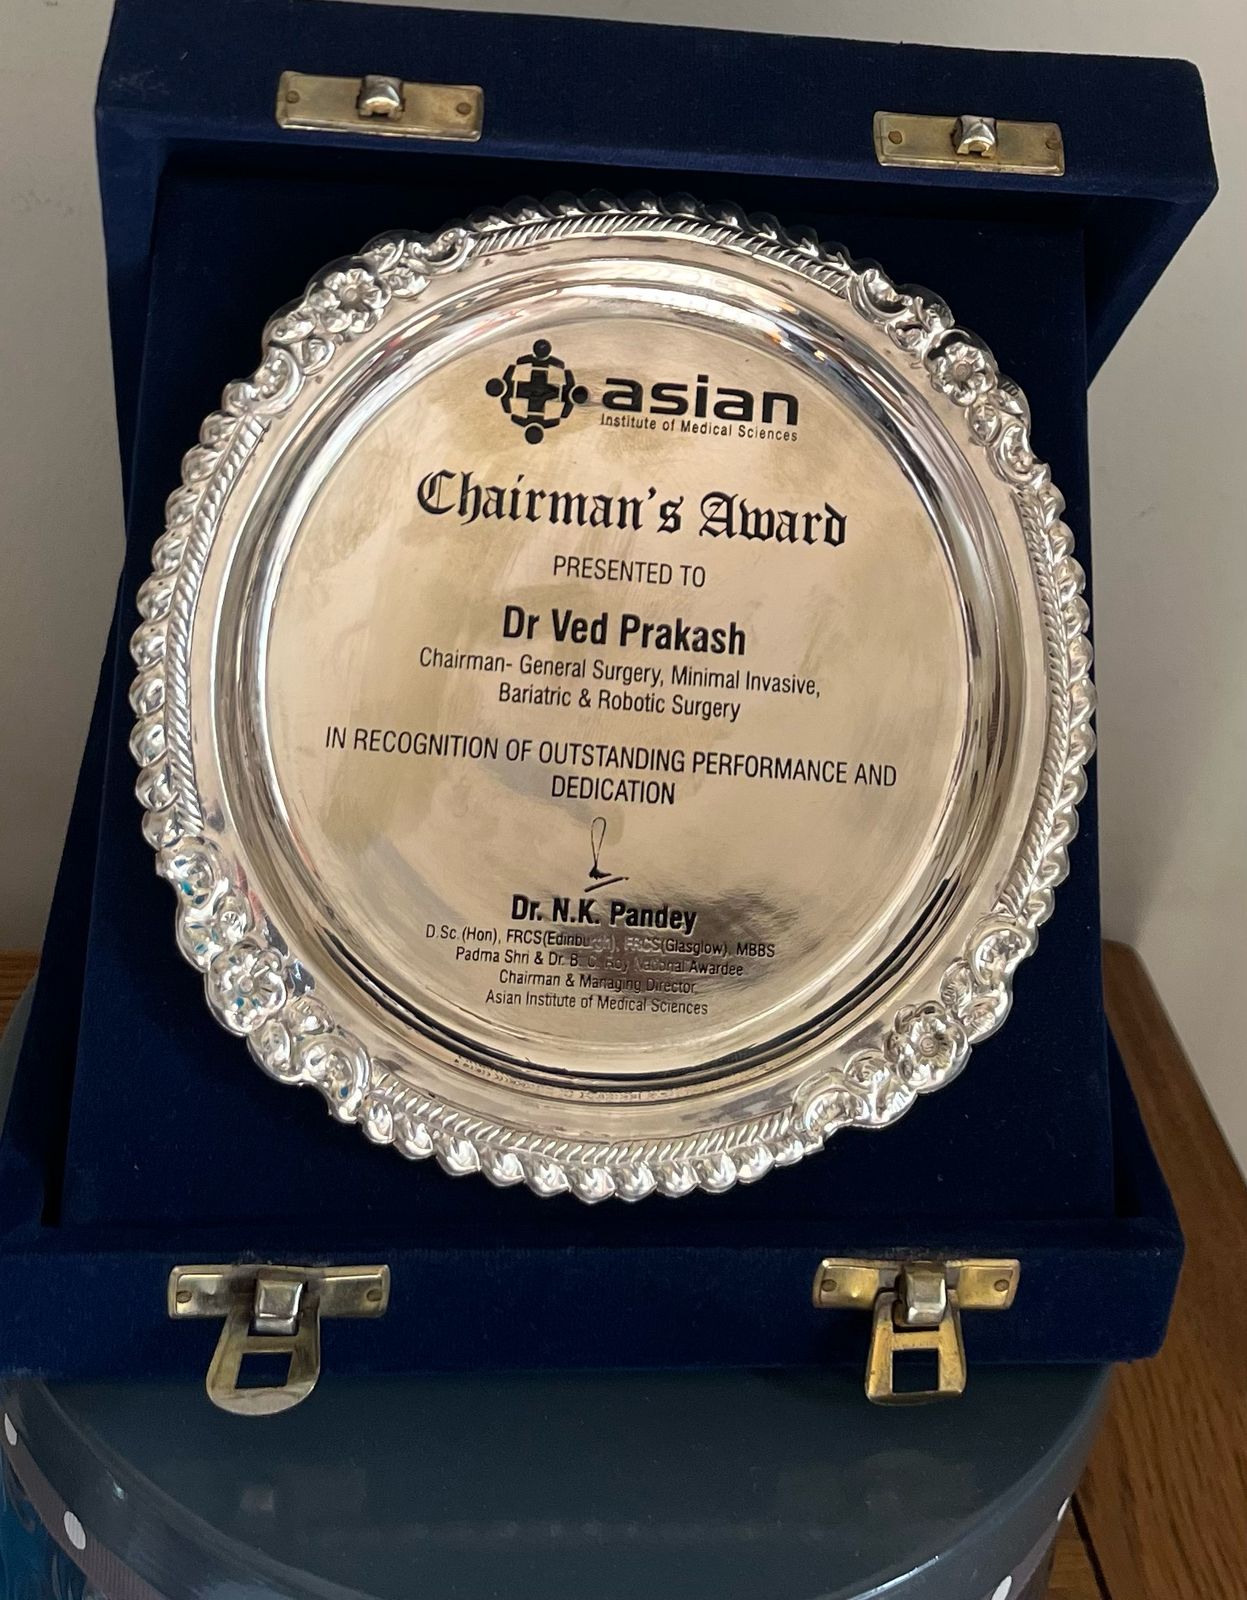 asian
Institute of Medical Sciences
Chairman's Award
PRESENTED TO
Dr Ved Prakash
Chairman- General Surgery, Minimal Invasive,
Bariatric & Robotic Surgery
IN RECOGNITION OF OUTSTANDING PERFORMANCE AND
DEDICATION
Dr. N.K. Pandey
D.Sc.(Hon), FRCS(Edinburgh), FRCS(Glasgow), MBBS
Padma Shri & Dr. B. C. Roy National Awardee
Chairman & Managing Director
Asian Institute of Medical Sciences